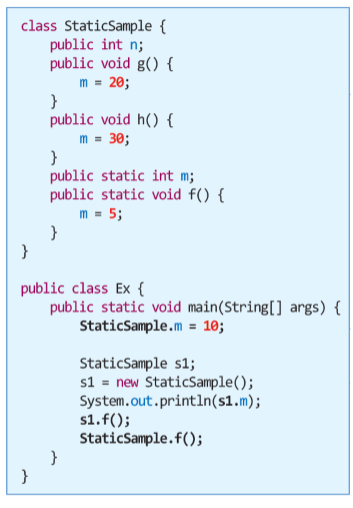 class StaticSample {
    public int n;
    public void g() {
        m = 20;
    }
    public void h() {
        m = 30;
    }
    public static int m;
    public static void f() {
        m = 5;
    }
}
public class Ex {
    public static void main(String[] args) {
        StaticSample.m = 10;
        StaticSample s1;
        s1 = new StaticSample();
        System.out.println(s1.m);
        s1.f();
        StaticSample.f();
    }
}